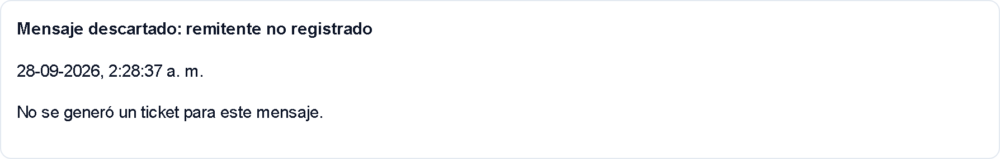 Mensaje descartado: remitente no registrado
28-09-2026, 2:28:37 a. m.
No se generó un ticket para este mensaje.